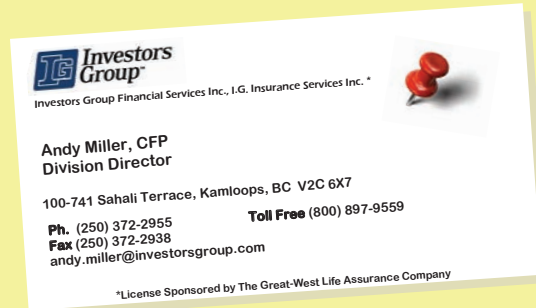 IG Investors
Group™
Investors Group Financial Services Inc., I.G. Insurance Services Inc. *
Andy Miller, CFP
Division Director
100-741 Sahali Terrace, Kamloops, BC V2C 6X7
Ph. (250) 372-2955 Toll Free (800) 897-9559
Fax (250) 372-2938
andy.miller@investorsgroup.com
*License Sponsored by The Great-West Life Assurance Company